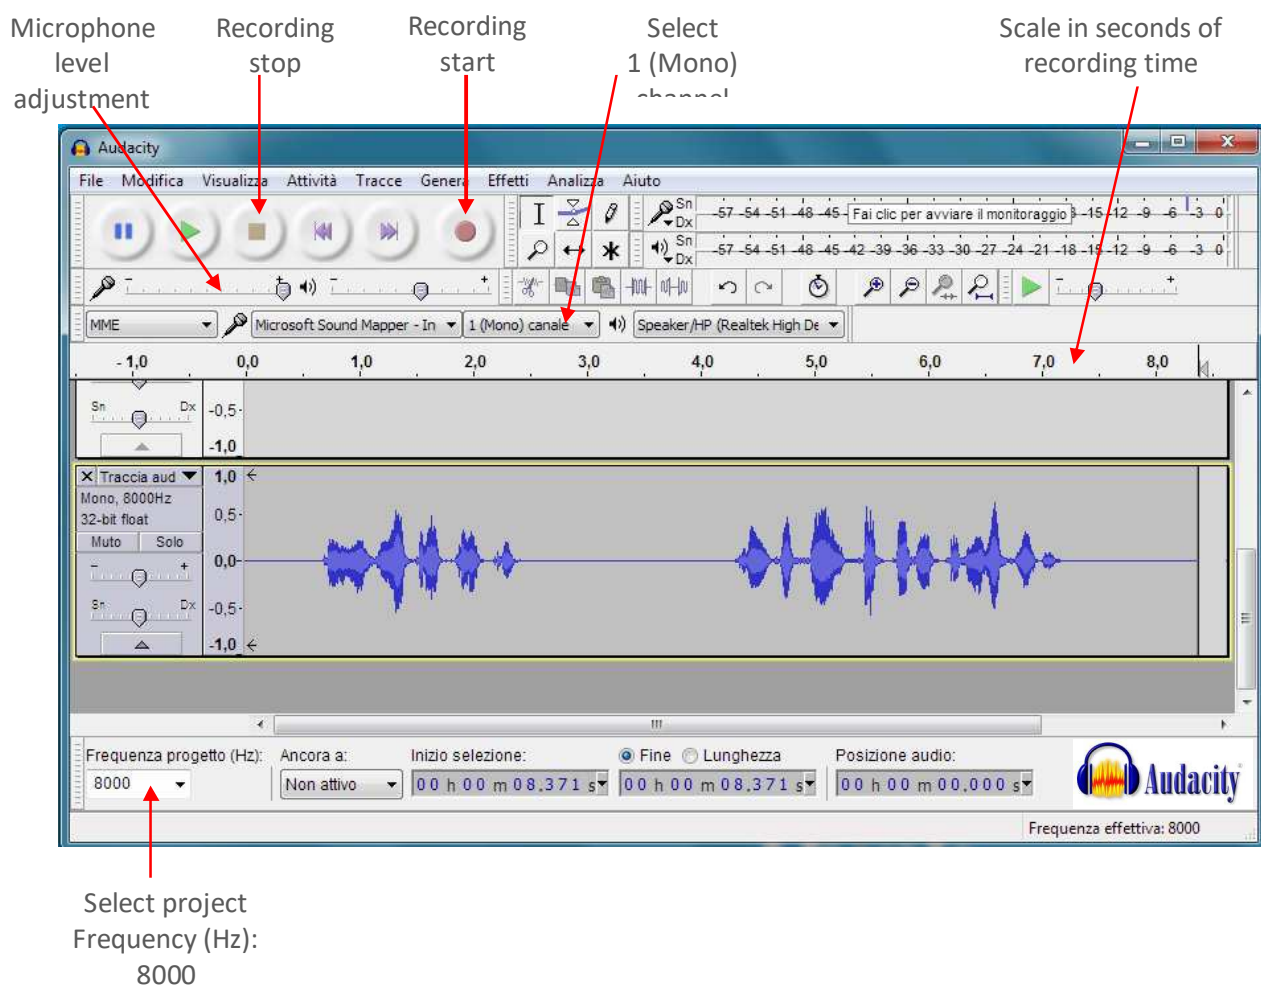 Microphone
level
adjustment
Recording
stop
Recording
start
Select
1 (Mono)
channel
Scale in seconds of
recording time
Audacity
File Modifica Visualizza Attività Tracce Genera Effetti Analizza Aiuto
Sn
Dx
-57 -54 -51 -48 -45 Fai clic per avviare il monitoraggio -15 -12 -9 -6 -3 0
Sn
Dx
-57 -54 -51 -48 -45 -42 -39 -36 -33 -30 -27 -24 -21 -18 -15 -12 -9 -6 -3 0
- +
- +
- +
MME Microsoft Sound Mapper - In 1 (Mono) canale Speaker/HP (Realtek High De
- 1,0 0,0 1,0 2,0 3,0 4,0 5,0 6,0 7,0 8,0
Sn Dx -0,5
-1,0
X Traccia aud 1,0
Mono, 8000Hz
32-bit float 0,5
Muto Solo
- + 0,0
Sn Dx -0,5
-1,0
Frequenza progetto (Hz): Ancora a: Inizio selezione: Fine Lunghezza Posizione audio:
8000 Non attivo 00 h 00 m 08.371 s 00 h 00 m 08.371 s 00 h 00 m 00.000 s
Audacity
Frequenza effettiva: 8000
Select project
Frequency (Hz):
8000